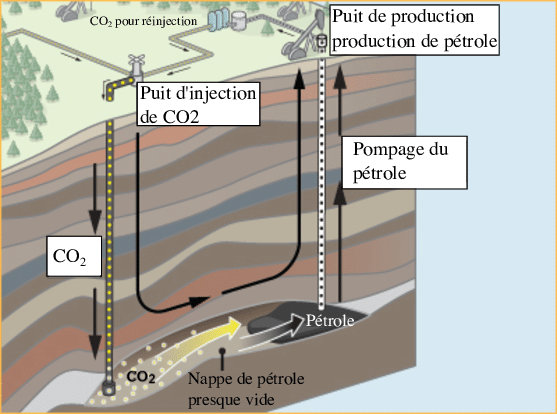 CO2 pour réinjection
Puit de production
production de pétrole
Puit d'injection
de CO2
Pompage du
pétrole
CO2
Pétrole
CO2
Nappe de pétrole
presque vide